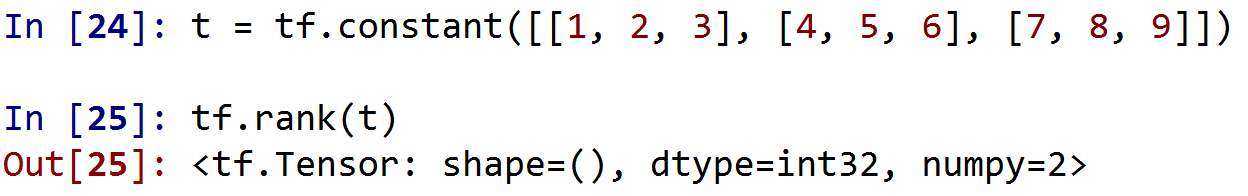 In [24]: t = tf.constant([[1, 2, 3], [4, 5, 6], [7, 8, 9]])
In [25]: tf.rank(t)
Out[25]: <tf.Tensor: shape=(), dtype=int32, numpy=2>